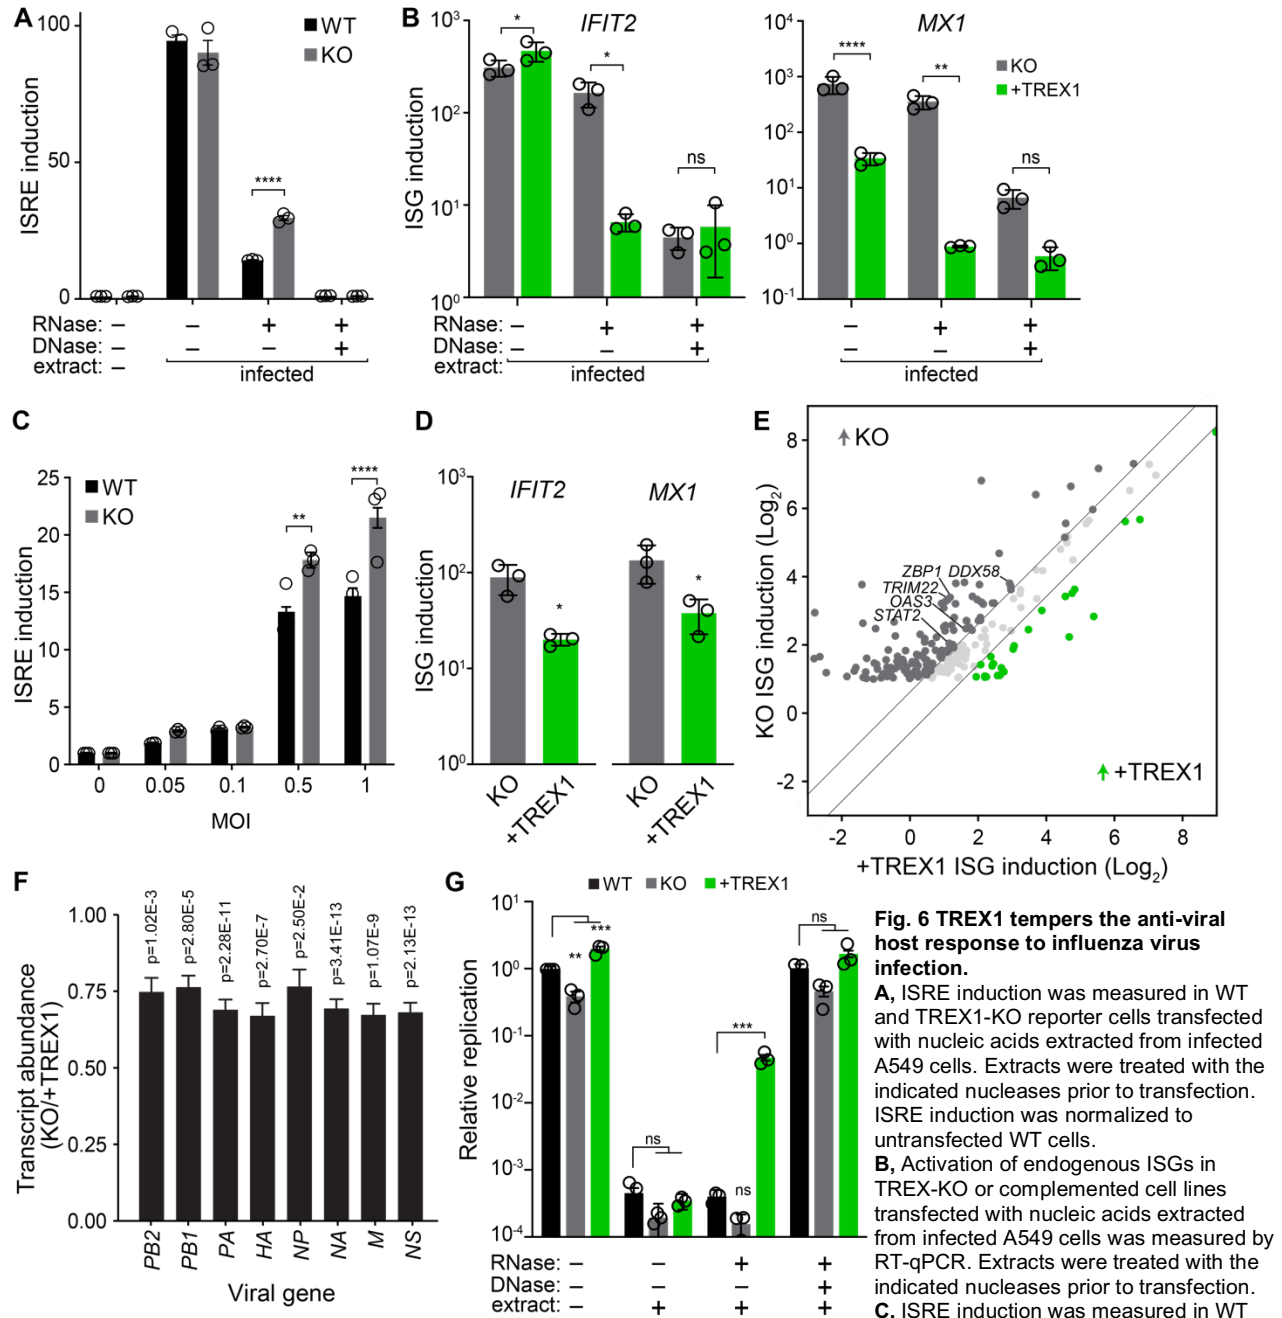 A
WT
KO
ISRE induction
100
50
0
****
RNase: – – + +
DNase: – – +
extract: –
infected
B
IFIT2
MX1
KO
+TREX1
ISG induction
10³
10²
10¹
10⁰
*
*
ns
RNase: – + +
DNase: – – +
extract:
infected
10⁴
10³
10²
10¹
10⁰
10⁻¹
****
**
ns
– + +
– – +
infected
C
WT
KO
ISRE induction
25
20
15
10
5
0
**
****
0 0.05 0.1 0.5 1
MOI
D
IFIT2
MX1
ISG induction
10³
10²
10¹
10⁰
*
*
KO
+TREX1
KO
+TREX1
E
KO
KO ISG induction (Log₂)
8
6
4
2
0
-2
ZBP1 DDX58
TRIM22
OAS3
STAT2
+TREX1
-2 0 2 4 6 8
+TREX1 ISG induction (Log₂)
F
Transcript abundance
(KO/+TREX1)
1.00
0.75
0.50
0.25
0.00
p=1.02E-3
p=2.80E-5
p=2.28E-11
p=2.70E-7
p=2.50E-2
p=3.41E-13
p=1.07E-9
p=2.13E-13
PB2 PB1 PA HA NP NA M NS
Viral gene
G
WT KO +TREX1
Relative replication
10¹
10⁰
10⁻¹
10⁻²
10⁻³
10⁻⁴
**
***
ns
ns
***
ns
RNase: – – + +
DNase: – +
extract: – + + +
Fig. 6 TREX1 tempers the anti-viral
host response to influenza virus
infection.
A, ISRE induction was measured in WT
and TREX1-KO reporter cells transfected
with nucleic acids extracted from infected
A549 cells. Extracts were treated with the
indicated nucleases prior to transfection.
ISRE induction was normalized to
untransfected WT cells.
B, Activation of endogenous ISGs in
TREX-KO or complemented cell lines
transfected with nucleic acids extracted
from infected A549 cells was measured by
RT-qPCR. Extracts were treated with the
indicated nucleases prior to transfection.
C. ISRE induction was measured in WT